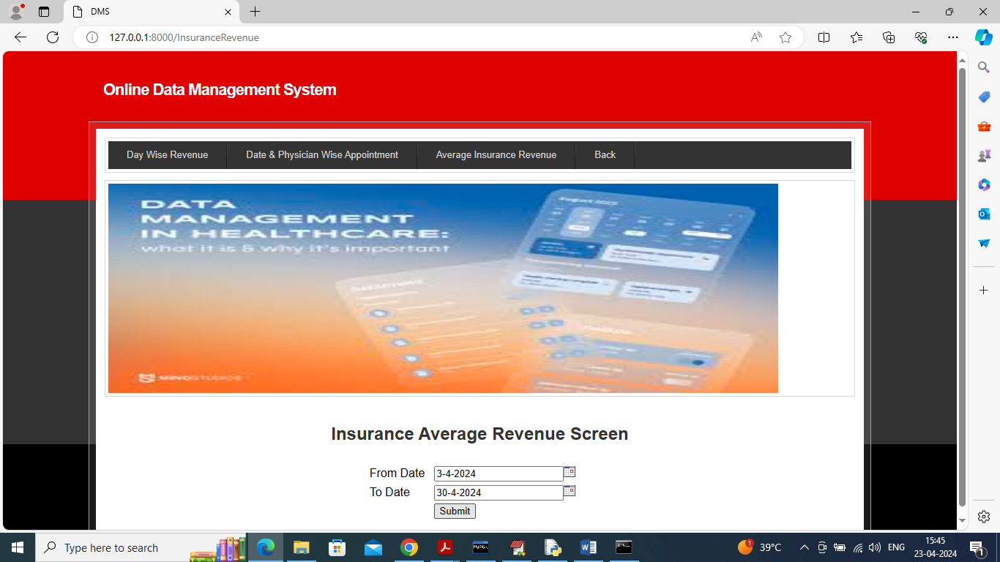 DMS
127.0.0.1:8000/InsuranceRevenue
Online Data Management System
Day Wise Revenue Date & Physician Wise Appointment Average Insurance Revenue Back
DATA
MANAGEMENT
IN HEALTHCARE:
what it is & why it's important
August 2022
MINDSTUDIOS
Insurance Average Revenue Screen
From Date 3-4-2024
To Date 30-4-2024
Submit
Type here to search
39°C
ENG
15:45
23-04-2024